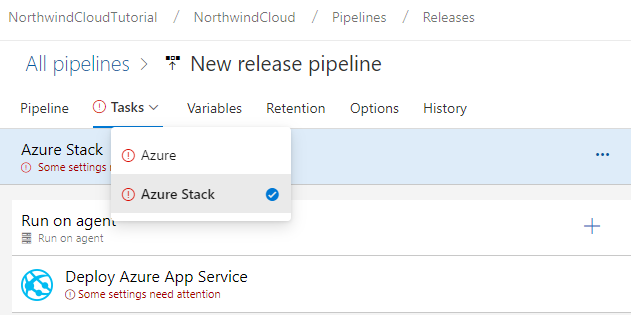 NorthwindCloudTutorial / NorthwindCloud / Pipelines / Releases
All pipelines > New release pipeline
Pipeline Tasks Variables Retention Options History
Azure Stack
Some settings
Azure
Azure Stack
Run on agent
Run on agent
Deploy Azure App Service
Some settings need attention